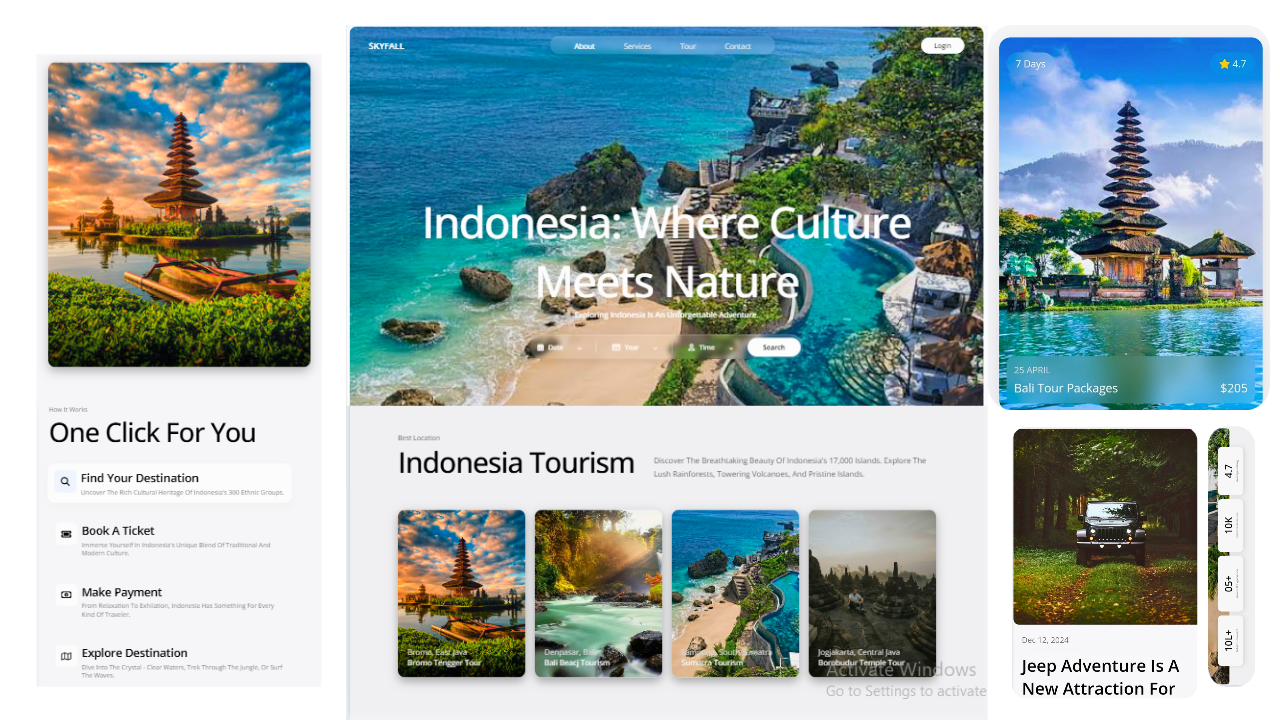 How It Works
One Click For You
Find Your Destination
Uncover The Rich Cultural Heritage Of Indonesia's 300 Ethnic Groups.
Book A Ticket
Immerse Yourself In Indonesia's Unique Blend Of Traditional And
Modern Culture.
Make Payment
From Relaxation To Exhilation, Indonesia Has Something For Every
Kind Of Traveler.
Explore Destination
Dive Into The Crystal - Clear Waters, Trek Through The Jungle, Or Surf
The Waves.
SKYFALL
About
Services
Tour
Contact
Login
Indonesia: Where Culture
Meets Nature
Exploring Indonesia Is An Unforgettable Adventure.
Date
Year
Time
Search
Best Location
Indonesia Tourism
Discover The Breathtaking Beauty Of Indonesia's 17,000 Islands. Explore The
Lush Rainforests, Towering Volcanoes, And Pristine Islands.
Bromo, East Java
Bromo Tengger Tour
Denpasar, Bali
Bali Beacj Tourism
South Sumatra
Sumatra Tourism
Jogjakarta, Central Java
Borobudur Temple Tour
Activate Windows
Go to Settings to activate
7 Days
4.7
25 APRIL
Bali Tour Packages
$205
Dec 12, 2024
Jeep Adventure Is A
New Attraction For
4.7
10K
05+
10L+